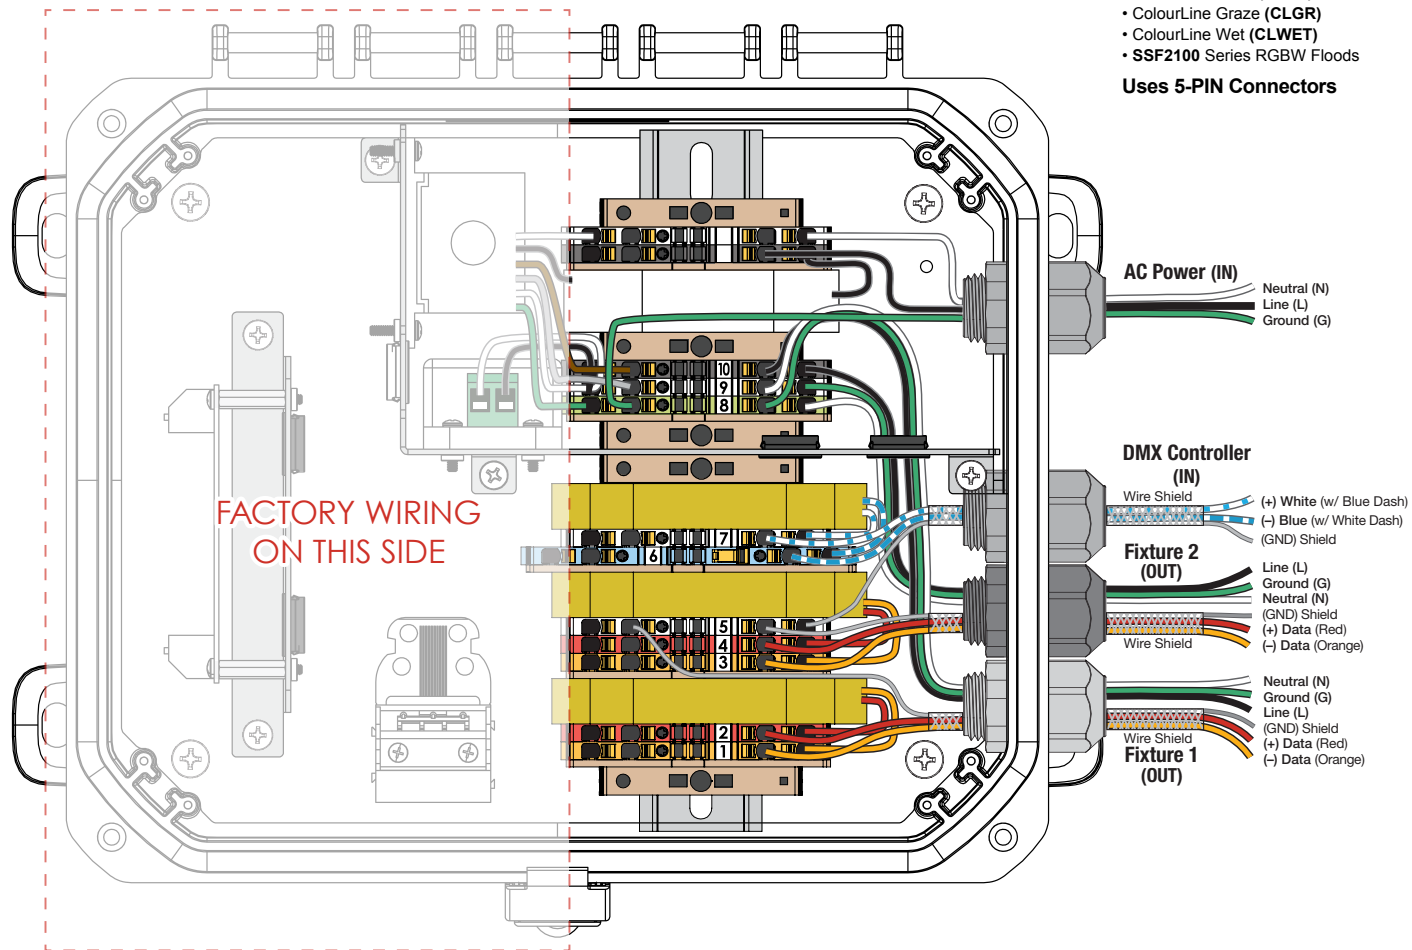 • ColourLine Graze (CLGR)
• ColourLine Wet (CLWET)
• SSF2100 Series RGBW Floods
Uses 5-PIN Connectors
AC Power (IN)
Neutral (N)
Line (L)
Ground (G)
10
9
8
DMX Controller
(IN)
Wire Shield
(+) White (w/ Blue Dash)
(–) Blue (w/ White Dash)
(GND) Shield
FACTORY WIRING
ON THIS SIDE
7
6
Fixture 2
(OUT)
Line (L)
Ground (G)
Neutral (N)
(GND) Shield
(+) Data (Red)
(–) Data (Orange)
Wire Shield
5
4
3
Neutral (N)
Ground (G)
Line (L)
(GND) Shield
(+) Data (Red)
(–) Data (Orange)
Wire Shield
Fixture 1
(OUT)
2
1